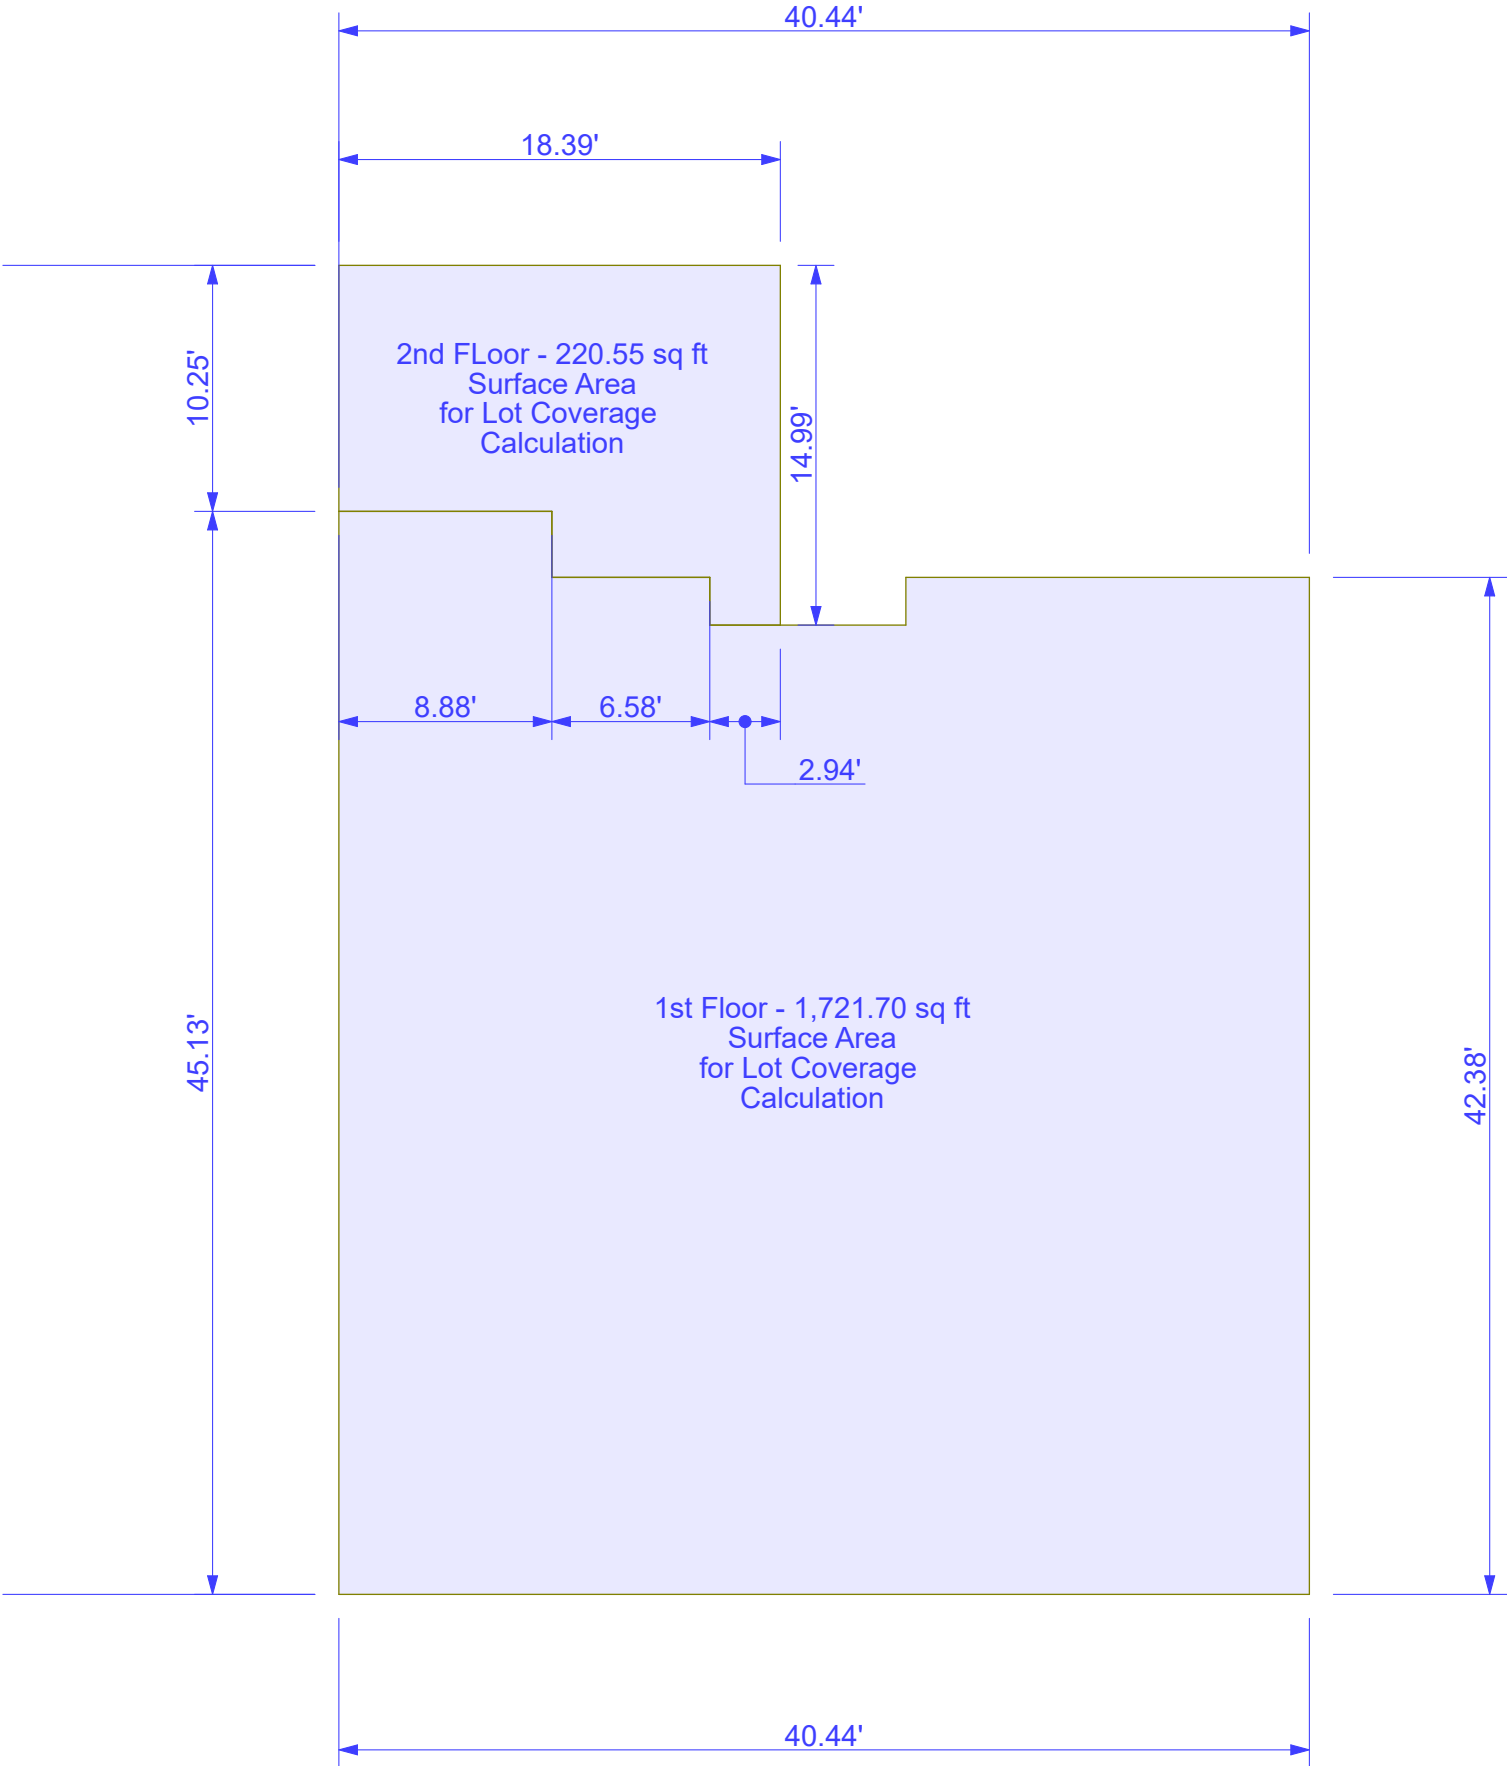 40.44'
18.39'
10.25'
2nd FLoor - 220.55 sq ft
Surface Area
for Lot Coverage
Calculation
14.99'
8.88'
6.58'
2.94'
45.13'
1st Floor - 1,721.70 sq ft
Surface Area
for Lot Coverage
Calculation
42.38'
40.44'